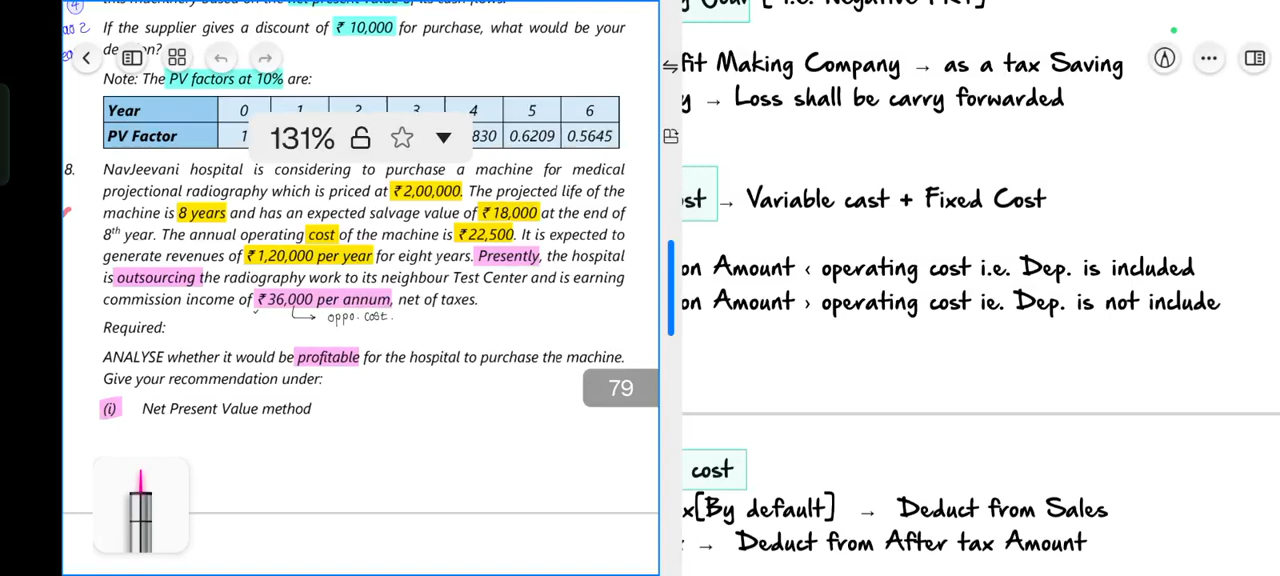 If the supplier gives a discount of ₹ 10,000 for purchase, what would be your
Note: The PV factors at 10% are:
Year 0 1 2 3 4 5 6
PV Factor 1 830 0.6209 0.5645
131%
8. NavJeevani hospital is considering to purchase a machine for medical
projectional radiography which is priced at ₹2,00,000. The projected life of the
machine is 8 years and has an expected salvage value of ₹18,000 at the end of
8th year. The annual operating cost of the machine is ₹22,500. It is expected to
generate revenues of ₹1,20,000 per year for eight years. Presently, the hospital
is outsourcing the radiography work to its neighbour Test Center and is earning
commission income of ₹36,000 per annum, net of taxes.
→ oppo. cost.
Required:
ANALYSE whether it would be profitable for the hospital to purchase the machine.
Give your recommendation under:
79
(i) Net Present Value method
fit Making Company → as a tax Saving
y → Loss shall be carry forwarded
st → Variable cast + Fixed Cost
on Amount < operating cost i.e. Dep. is included
on Amount > operating cost ie. Dep. is not include
cost
x[By default] → Deduct from Sales
→ Deduct from After tax Amount